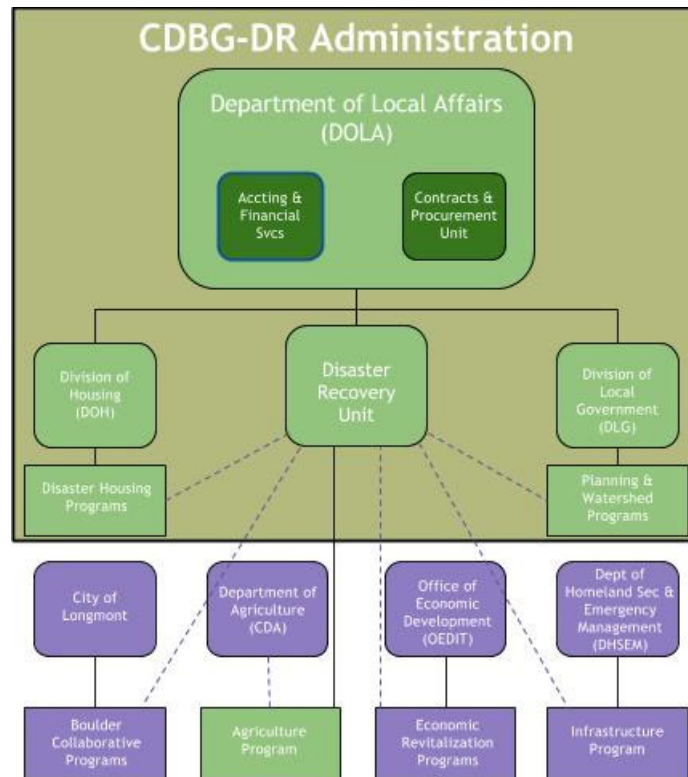 CDBG-DR Administration
Department of Local Affairs
(DOLA)
Accting &
Financial
Svcs
Contracts &
Procurement
Unit
Division of
Housing
(DOH)
Disaster
Recovery
Unit
Division of
Local
Government
(DLG)
Disaster Housing
Programs
Planning &
Watershed
Programs
City of
Longmont
Department of
Agriculture
(CDA)
Office of
Economic
Development
(OEDIT)
Dept of
Homeland Sec &
Emergency
Management
(DHSEM)
Boulder
Collaborative
Programs
Agriculture
Program
Economic
Revitalization
Programs
Infrastructure
Program